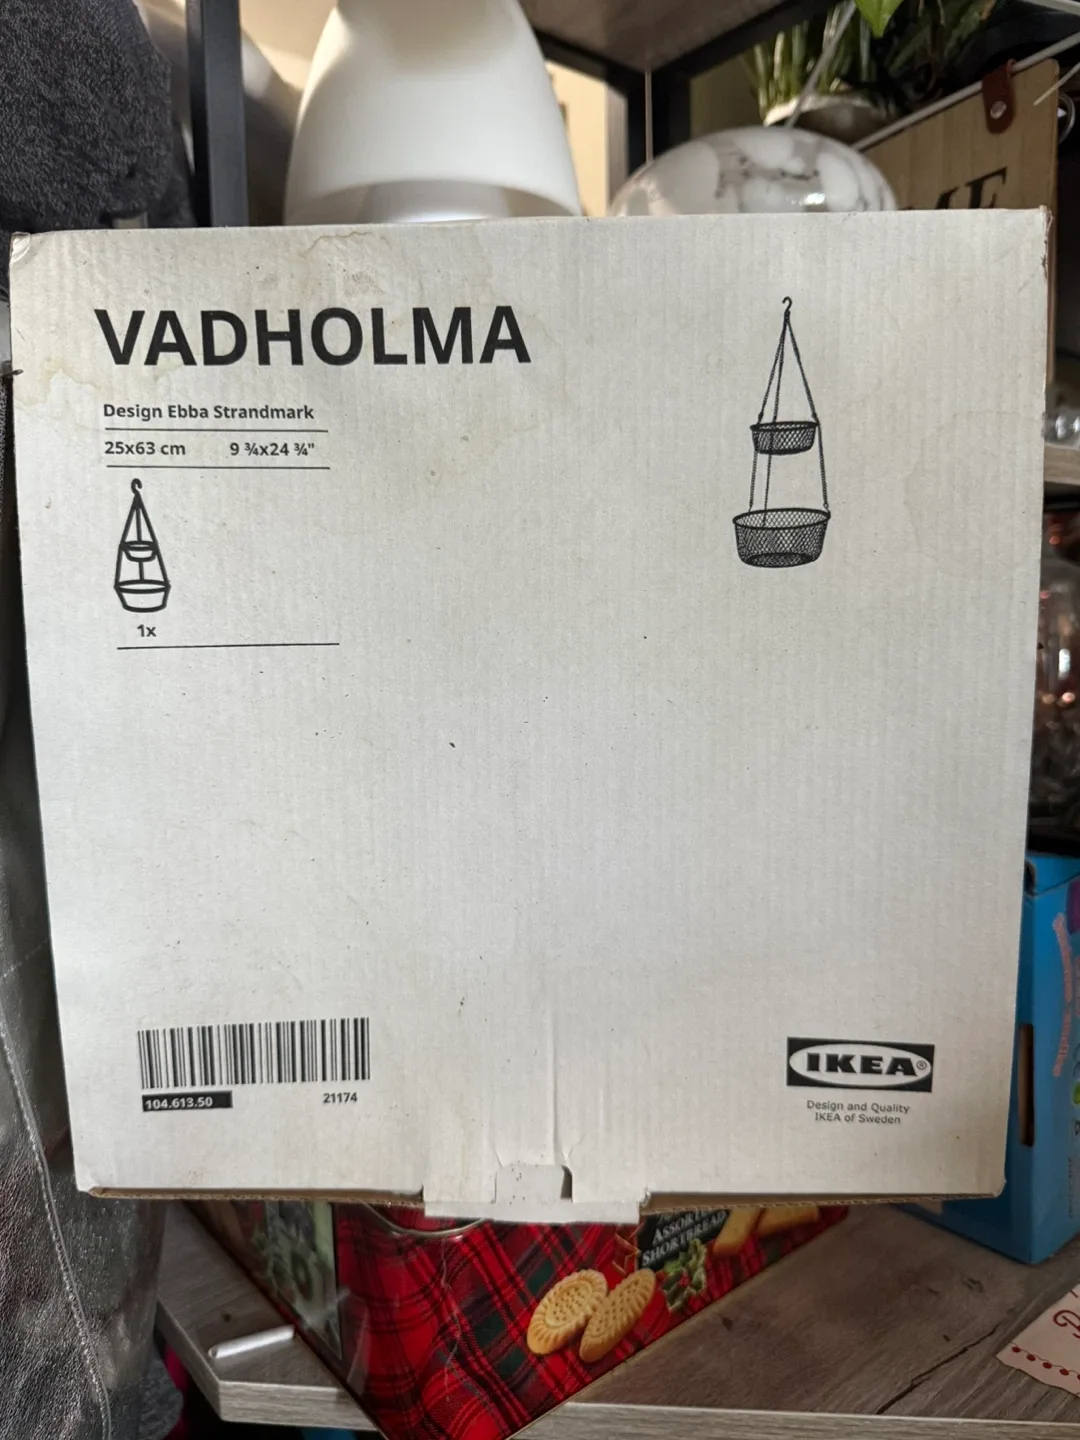 VADHOLMA
Design Ebba Strandmark
25x63 cm 9 ¾x24 ¾"
1x
104.613.50 21174
IKEA®
Design and Quality
IKEA of Sweden
SHORTBREAD